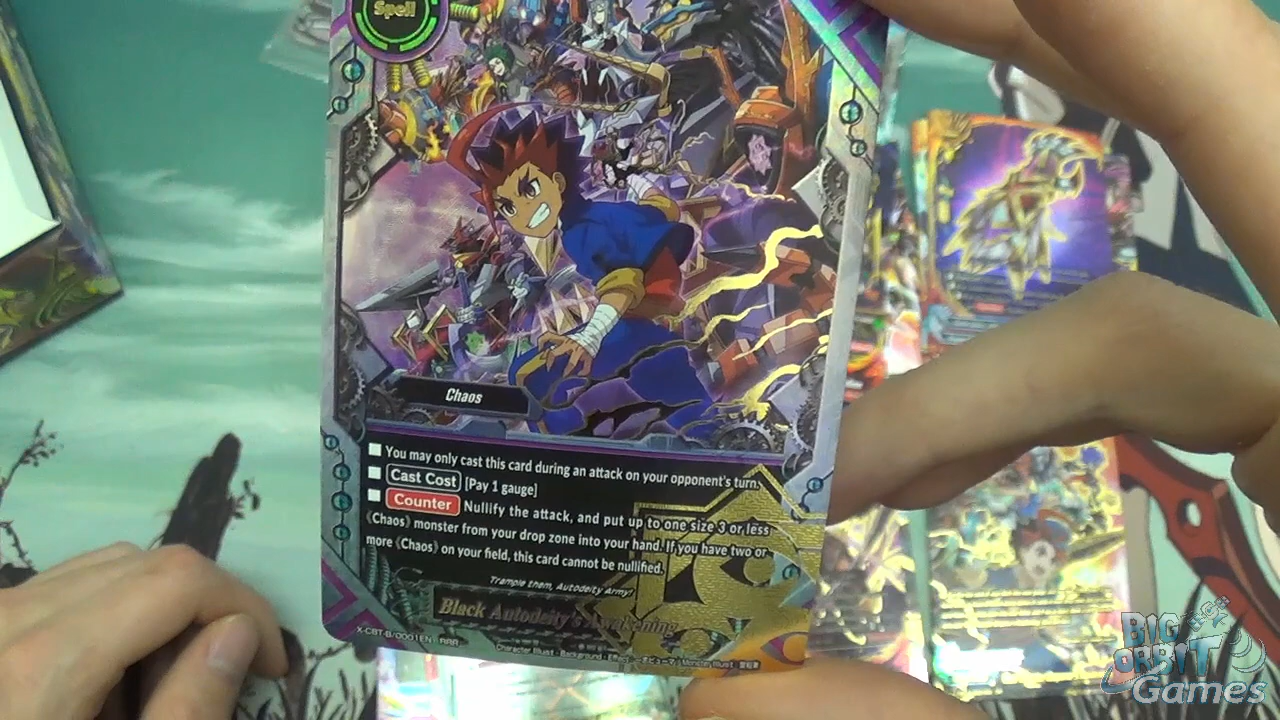 Spell
Chaos
You may only cast this card during an attack on your opponent's turn.
Cast Cost [Pay 1 gauge]
Counter Nullify the attack, and put up to one size 3 or less
《Chaos》 monster from your drop zone into your hand. If you have two or
more 《Chaos》 on your field, this card cannot be nullified.
Trample them, Autodeity Army!
Black Autodeity's Awakening
X-CBT-B/0001EN RRR
BIG
ORBIT
Games